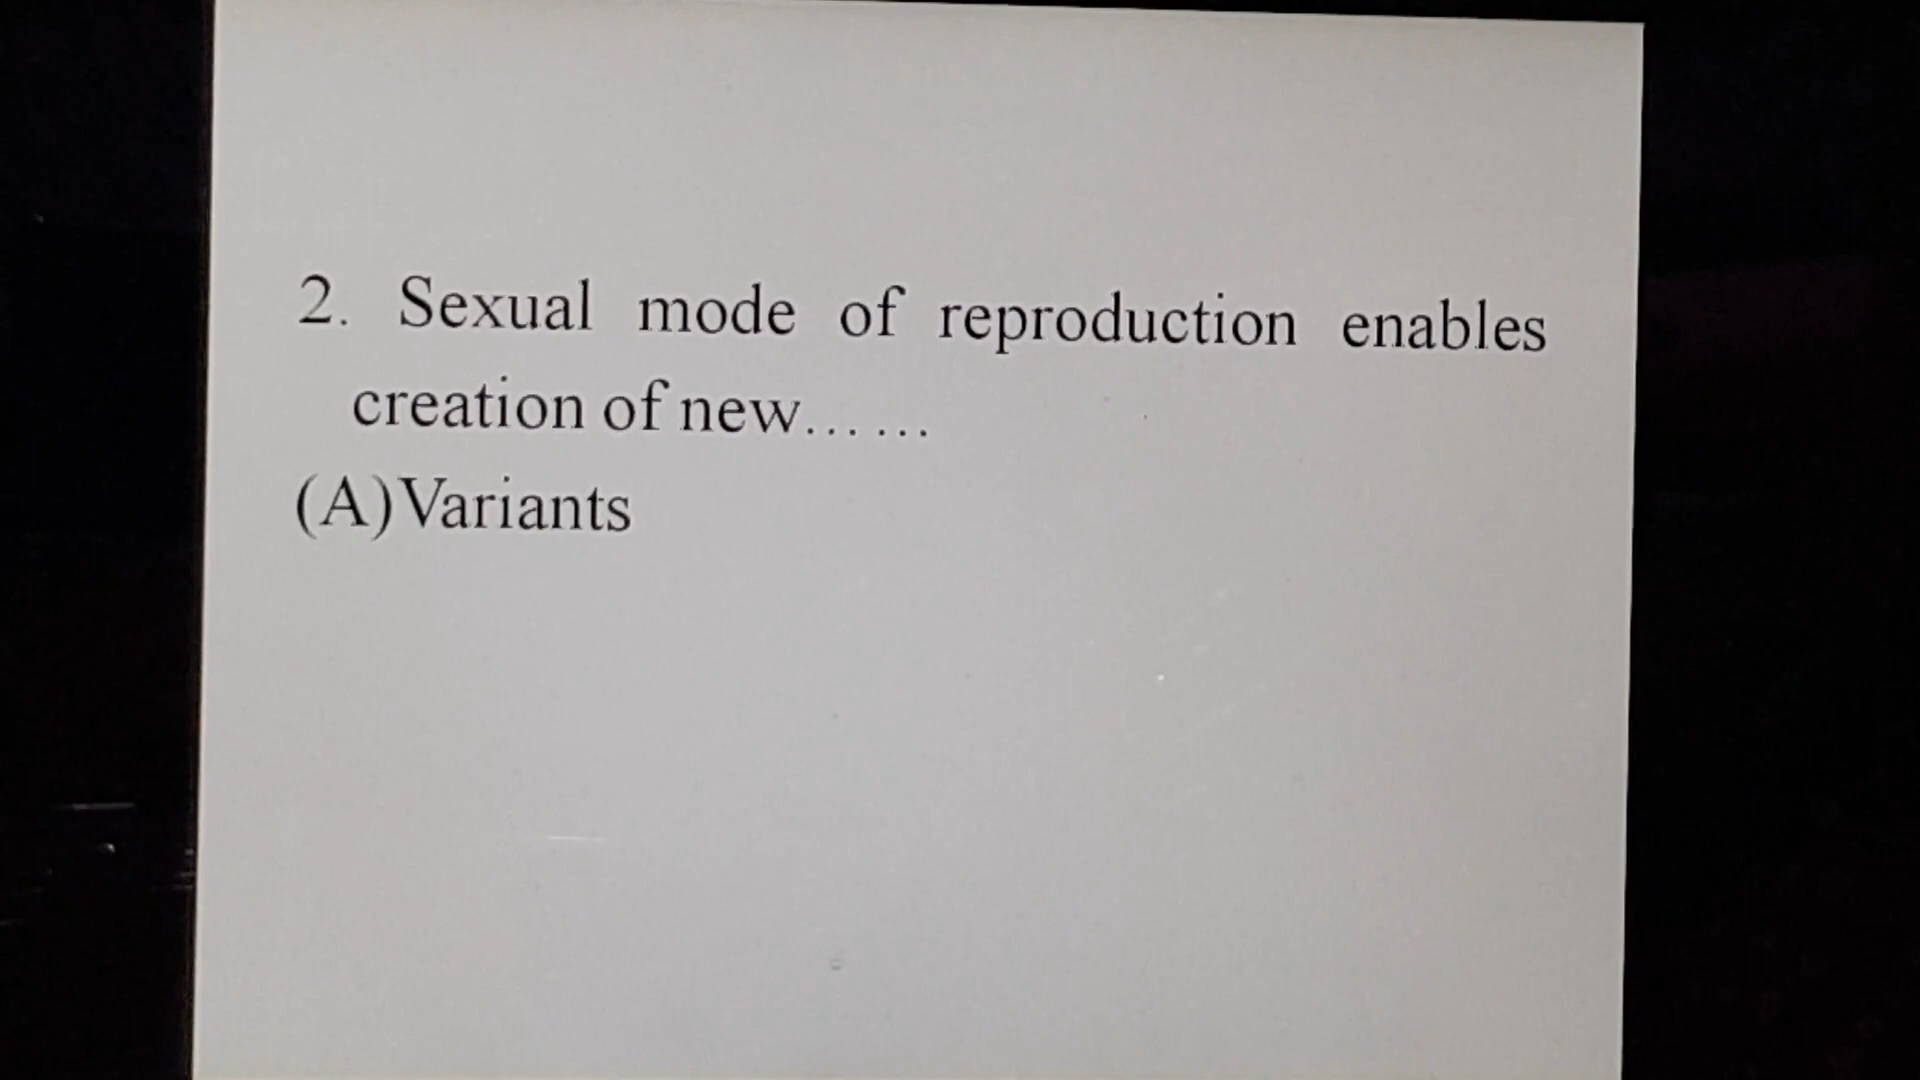 2. Sexual mode of reproduction enables
creation of new... ...
(A) Variants